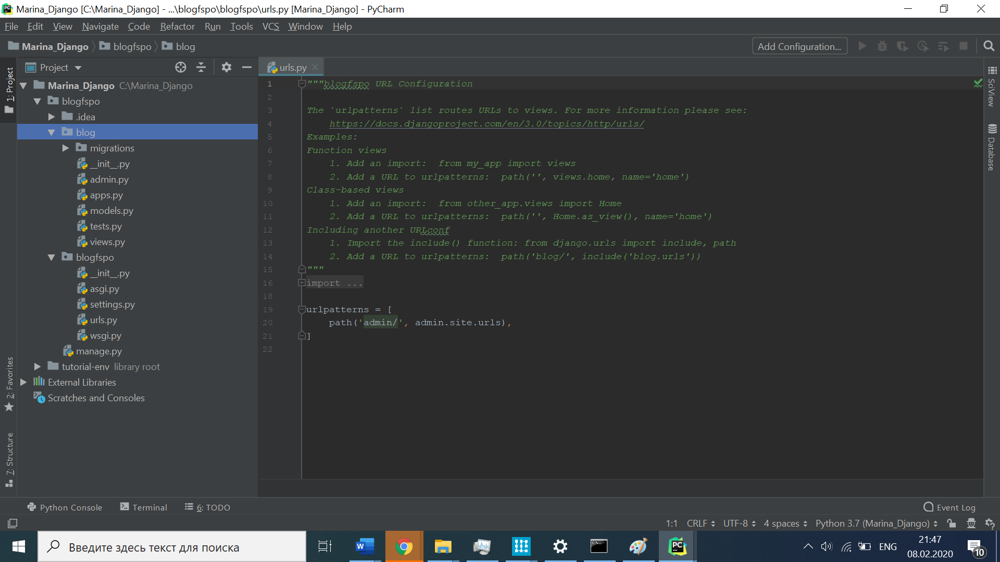 Marina_Django [C:\Marina_Django] - ...\blogfspo\blogfspo\urls.py [Marina_Django] - PyCharm
File Edit View Navigate Code Refactor Run Tools VCS Window Help
Marina_Django blogfspo blog
Add Configuration...
Project
urls.py
1: Project
2: Favorites
7: Structure
Marina_Django C:\Marina_Django
blogfspo
.idea
blog
migrations
__init__.py
admin.py
apps.py
models.py
tests.py
views.py
blogfspo
__init__.py
asgi.py
settings.py
urls.py
wsgi.py
manage.py
tutorial-env library root
External Libraries
Scratches and Consoles
1 """blogfspo URL Configuration
2
3 The `urlpatterns` list routes URLs to views. For more information please see:
4 https://docs.djangoproject.com/en/3.0/topics/http/urls/
5 Examples:
6 Function views
7 1. Add an import:  from my_app import views
8 2. Add a URL to urlpatterns:  path('', views.home, name='home')
9 Class-based views
10 1. Add an import:  from other_app.views import Home
11 2. Add a URL to urlpatterns:  path('', Home.as_view(), name='home')
12 Including another URLconf
13 1. Import the include() function: from django.urls import include, path
14 2. Add a URL to urlpatterns:  path('blog/', include('blog.urls'))
15 """
16 import ...
18
19 urlpatterns = [
20 path('admin/', admin.site.urls),
21 ]
22
SciView
Database
Python Console Terminal 6: TODO
Event Log
1:1 CRLF UTF-8 4 spaces Python 3.7 (Marina_Django)
Введите здесь текст для поиска
W
PC
ENG
21:47
08.02.2020
10